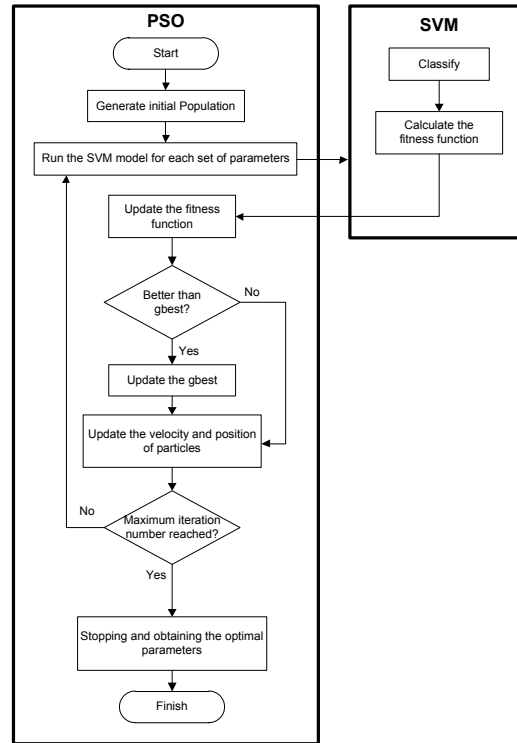 PSO
Start
Generate initial Population
Run the SVM model for each set of parameters
Update the fitness
function
Better than
gbest?
No
Yes
Update the gbest
Update the velocity and position
of particles
No
Maximum iteration
number reached?
Yes
Stopping and obtaining the optimal
parameters
Finish
SVM
Classify
Calculate the
fitness function